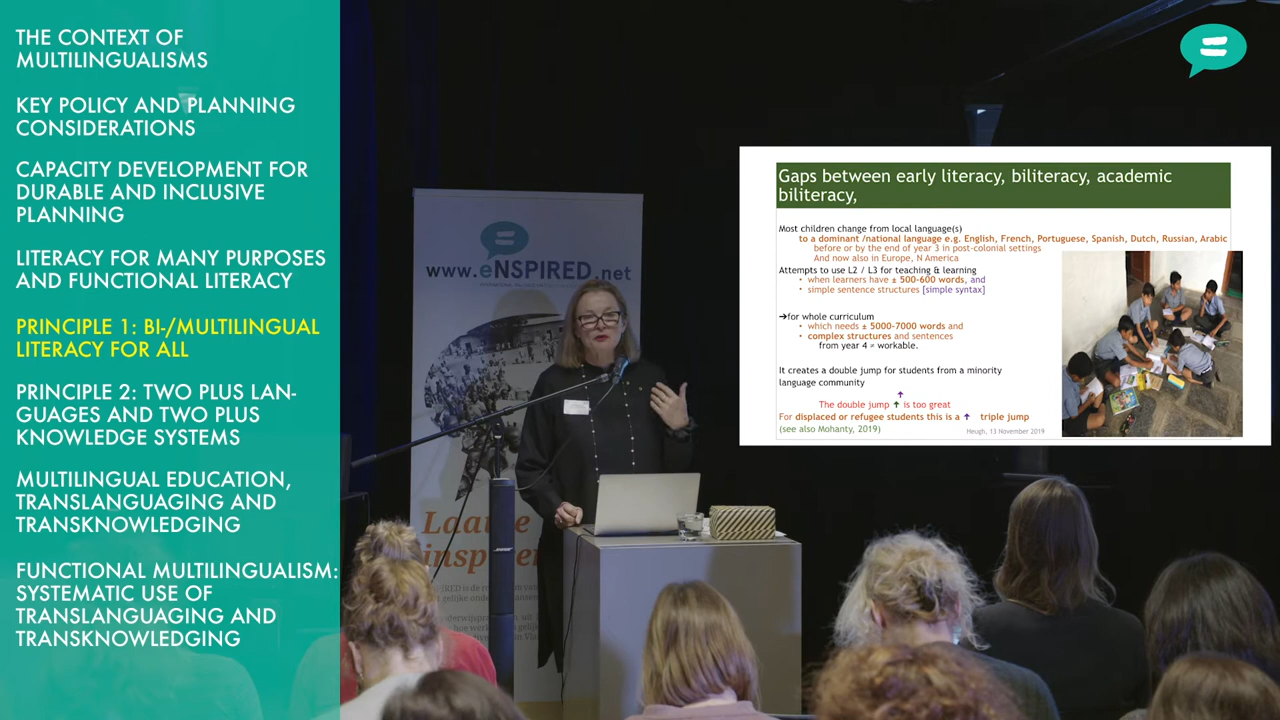 THE CONTEXT OF
MULTILINGUALISMS
KEY POLICY AND PLANNING
CONSIDERATIONS
CAPACITY DEVELOPMENT FOR
DURABLE AND INCLUSIVE
PLANNING
LITERACY FOR MANY PURPOSES
AND FUNCTIONAL LITERACY
PRINCIPLE 1: BI-/MULTILINGUAL
LITERACY FOR ALL
PRINCIPLE 2: TWO PLUS LAN-
GUAGES AND TWO PLUS
KNOWLEDGE SYSTEMS
MULTILINGUAL EDUCATION,
TRANSLANGUAGING AND
TRANSKNOWLEDGING
FUNCTIONAL MULTILINGUALISM:
SYSTEMATIC USE OF
TRANSLANGUAGING AND
TRANSKNOWLEDGING
www.eNSPIRED.net
Gaps between early literacy, biliteracy, academic
biliteracy,
Most children change from local language(s)
to a dominant /national language e.g. English, French, Portuguese, Spanish, Dutch, Russian, Arabic
before or by the end of year 3 in post-colonial settings
And now also in Europe, N America
Attempts to use L2 / L3 for teaching & learning
• when learners have ± 500-600 words, and
• simple sentence structures [simple syntax]
➔for whole curriculum
• which needs ± 5000-7000 words and
• complex structures and sentences
from year 4 ≠ workable.
It creates a double jump for students from a minority
language community
The double jump ↑ is too great
For displaced or refugee students this is a ↑ triple jump
(see also Mohanty, 2019)
Heugh, 13 November 2019